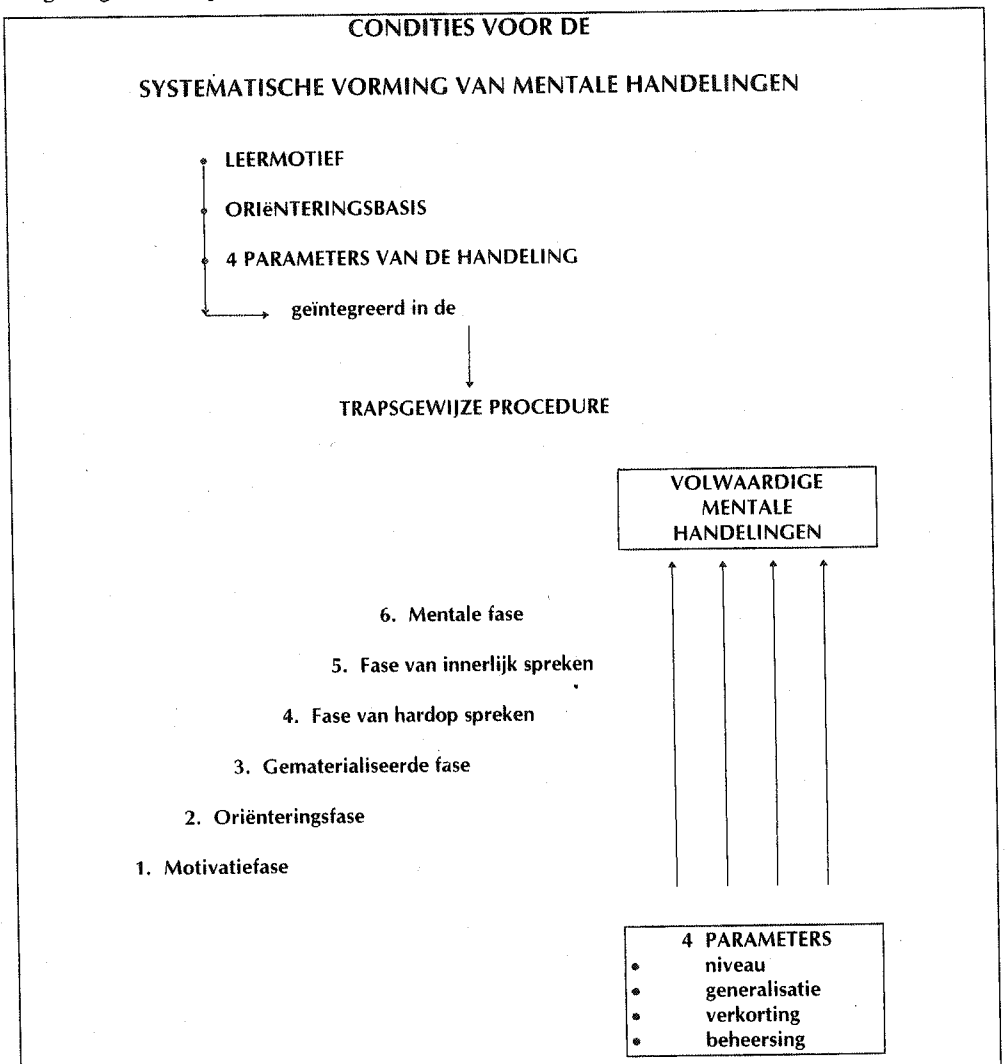 CONDITIES VOOR DE
SYSTEMATISCHE VORMING VAN MENTALE HANDELINGEN
• LEERMOTIEF
• ORIëNTERINGSBASIS
• 4 PARAMETERS VAN DE HANDELING
geïntegreerd in de
TRAPSGEWIJZE PROCEDURE
VOLWAARDIGE
MENTALE
HANDELINGEN
6. Mentale fase
5. Fase van innerlijk spreken
4. Fase van hardop spreken
3. Gematerialiseerde fase
2. Oriënteringsfase
1. Motivatiefase
4 PARAMETERS
• niveau
• generalisatie
• verkorting
• beheersing